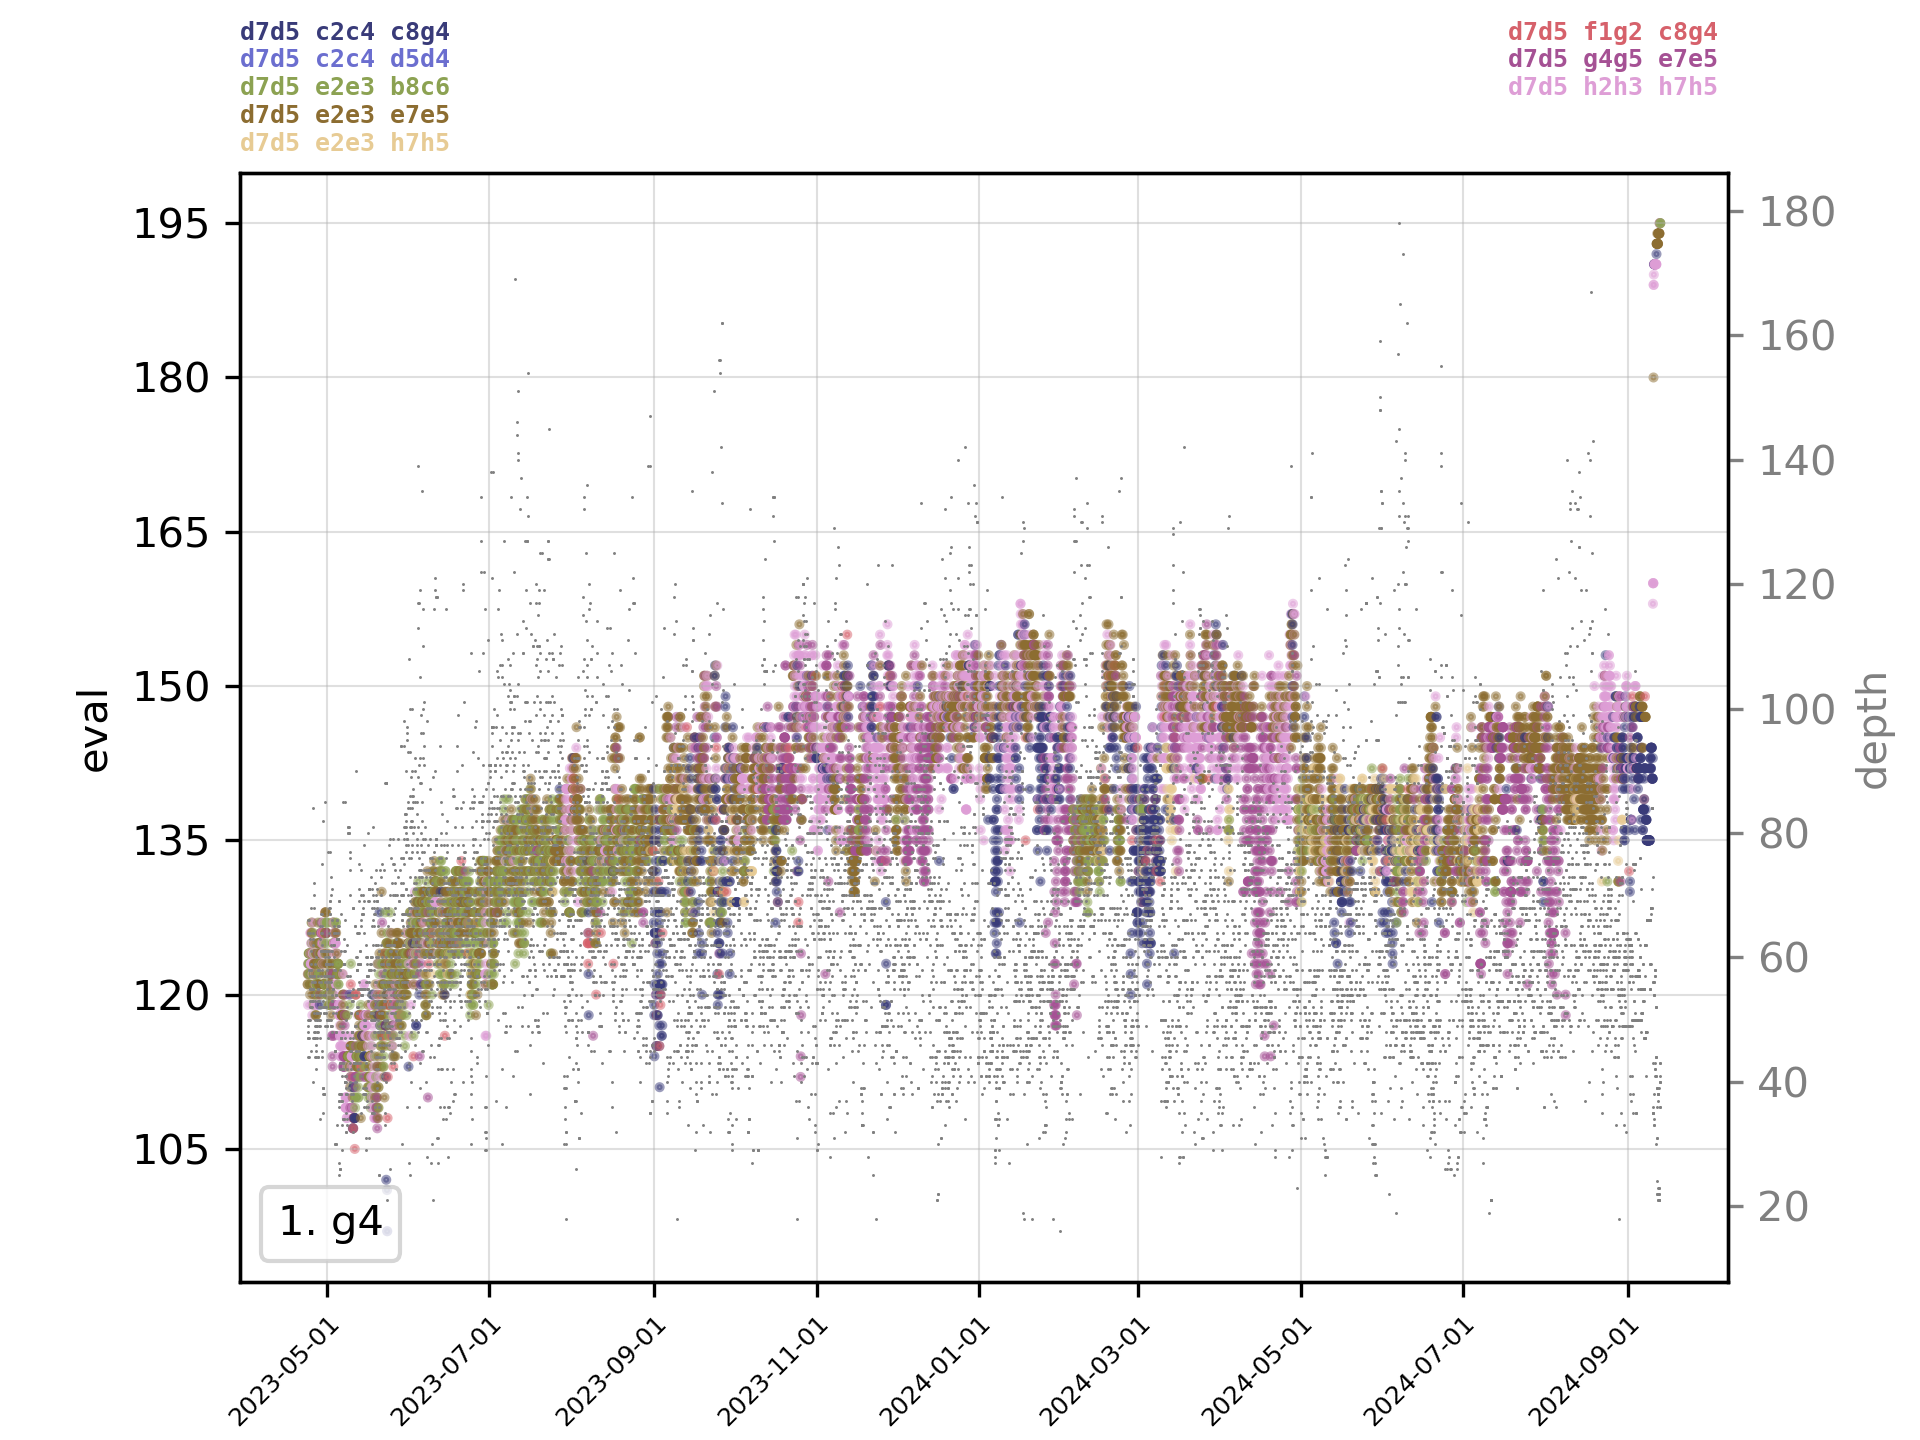 d7d5 c2c4 c8g4
d7d5 c2c4 d5d4
d7d5 e2e3 b8c6
d7d5 e2e3 e7e5
d7d5 e2e3 h7h5
d7d5 f1g2 c8g4
d7d5 g4g5 e7e5
d7d5 h2h3 h7h5
eval
195
180
165
150
135
120
105
1. g4
180
160
140
120
100
80
60
40
20
depth
2023-05-01
2023-07-01
2023-09-01
2023-11-01
2024-01-01
2024-03-01
2024-05-01
2024-07-01
2024-09-01